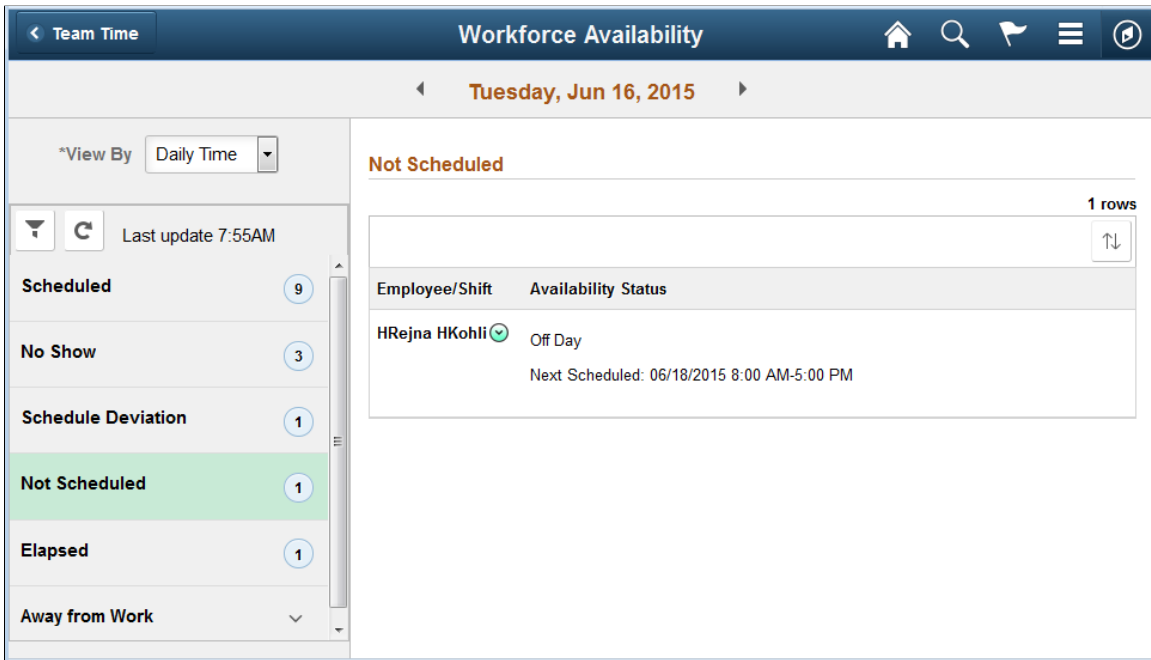 Team Time
Workforce Availability
Tuesday, Jun 16, 2015
*View By Daily Time
Last update 7:55AM
Scheduled 9
No Show 3
Schedule Deviation 1
Not Scheduled 1
Elapsed 1
Away from Work
Not Scheduled
1 rows
Employee/Shift Availability Status
HRejna HKohli Off Day
Next Scheduled: 06/18/2015 8:00 AM-5:00 PM